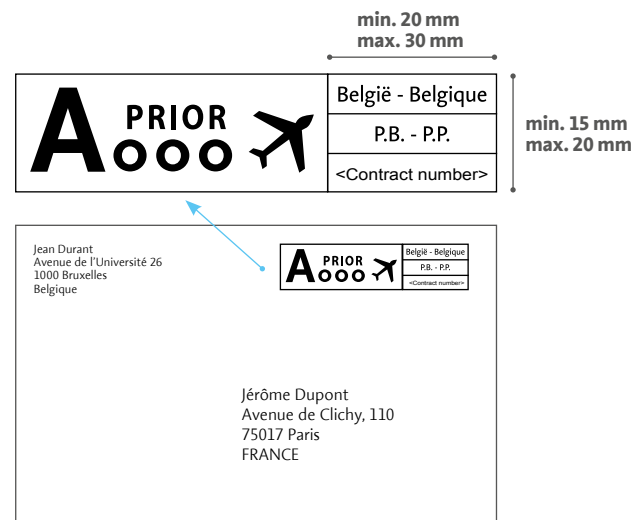 min. 20 mm
max. 30 mm
A PRIOR
België - Belgique
P.B. - P.P.
<Contract number>
min. 15 mm
max. 20 mm
Jean Durant
Avenue de l'Université 26
1000 Bruxelles
Belgique
A PRIOR
België - Belgique
P.B. - P.P.
<Contract number>
Jérôme Dupont
Avenue de Clichy, 110
75017 Paris
FRANCE